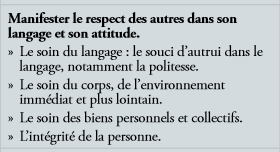 Manifester le respect des autres dans son
langage et son attitude.
» Le soin du langage : le souci d'autrui dans le
langage, notamment la politesse.
» Le soin du corps, de l'environnement
immédiat et plus lointain.
» Le soin des biens personnels et collectifs.
» L'intégrité de la personne.